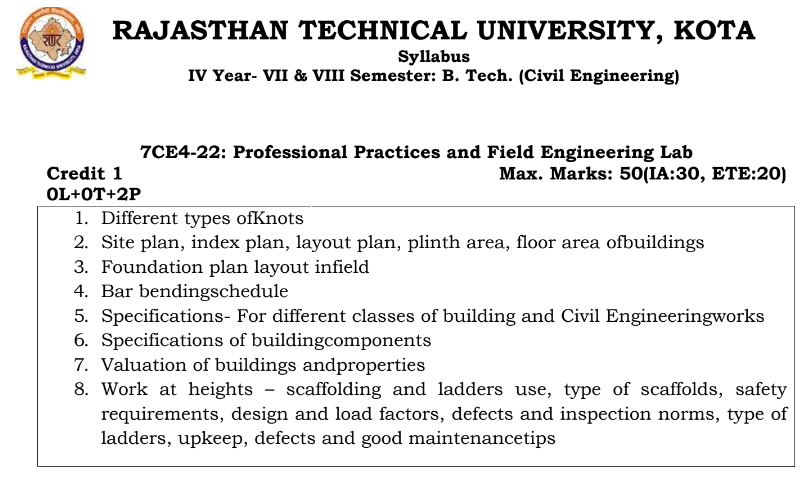 RAJASTHAN TECHNICAL UNIVERSITY, KOTA
Syllabus
IV Year- VII & VIII Semester: B. Tech. (Civil Engineering)
7CE4-22: Professional Practices and Field Engineering Lab
Credit 1 Max. Marks: 50(IA:30, ETE:20)
0L+0T+2P
1. Different types ofKnots
2. Site plan, index plan, layout plan, plinth area, floor area ofbuildings
3. Foundation plan layout infield
4. Bar bendingschedule
5. Specifications- For different classes of building and Civil Engineeringworks
6. Specifications of buildingcomponents
7. Valuation of buildings andproperties
8. Work at heights – scaffolding and ladders use, type of scaffolds, safety
requirements, design and load factors, defects and inspection norms, type of
ladders, upkeep, defects and good maintenancetips